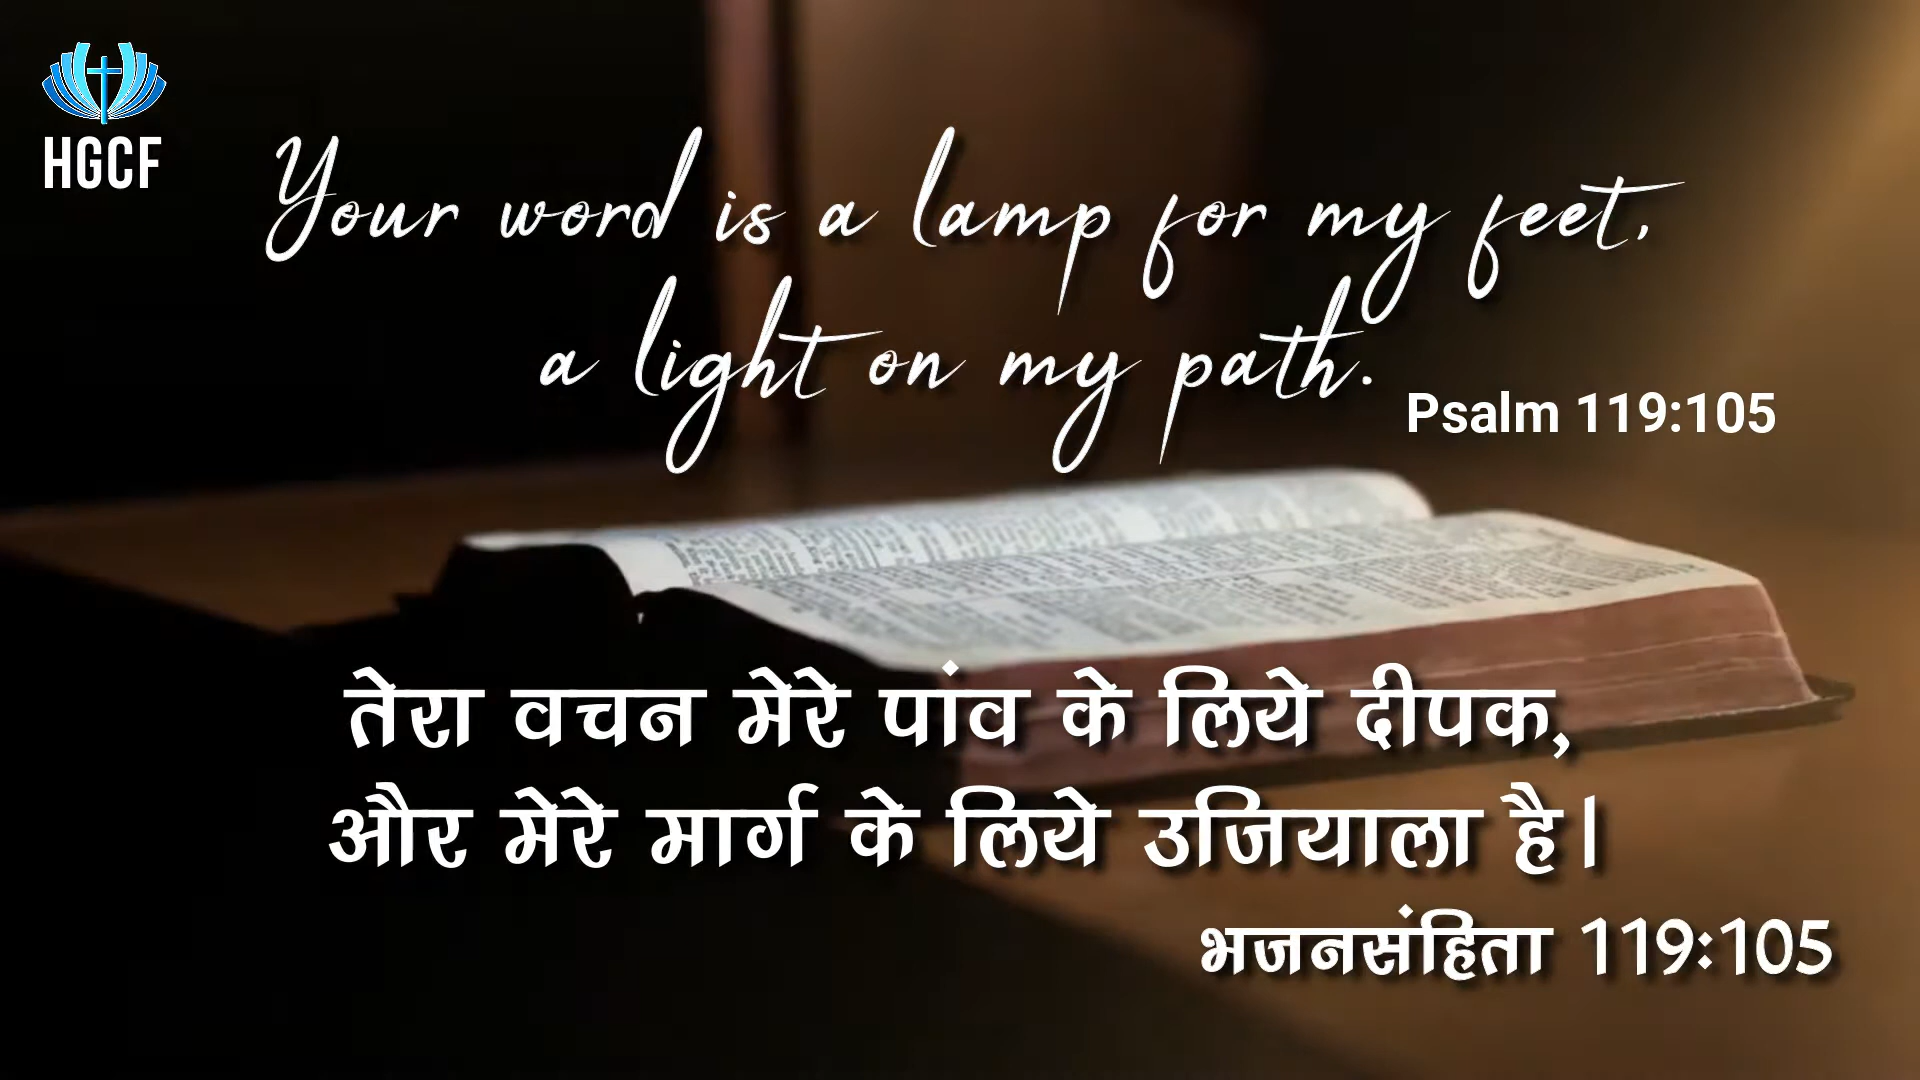 HGCF
Your word is a lamp for my feet,
a light on my path.
Psalm 119:105
तेरा वचन मेरे पांव के लिये दीपक,
और मेरे मार्ग के लिये उजियाला है।
भजनसंहिता 119:105